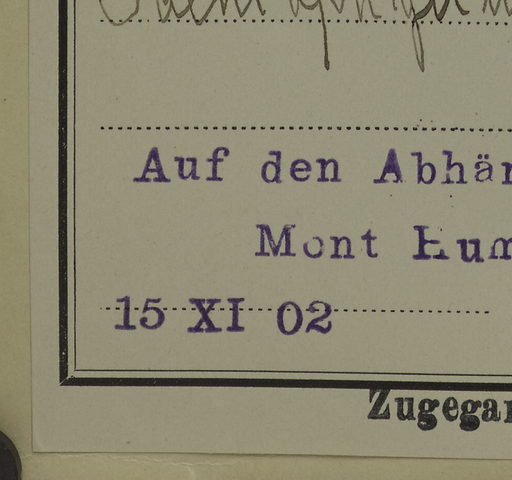 Auf den Abhän
Mont Hum
15 XI 02
Zugegan